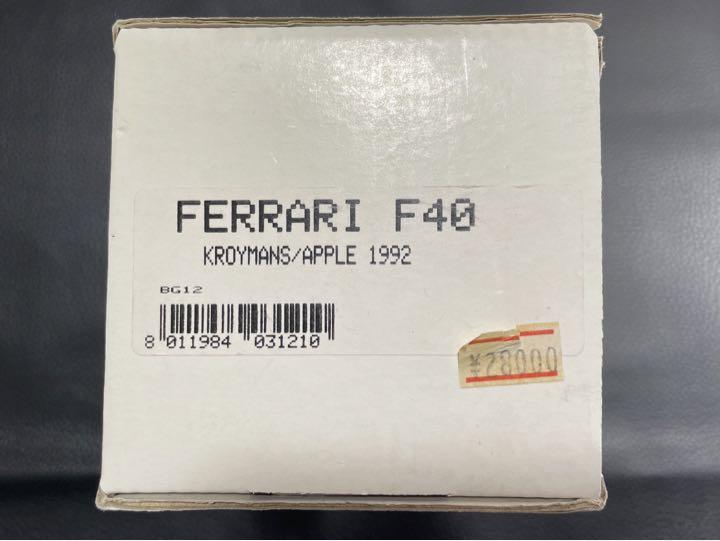 FERRARI F40
KROYMANS/APPLE 1992
BG12
8 011984 031210
¥28000